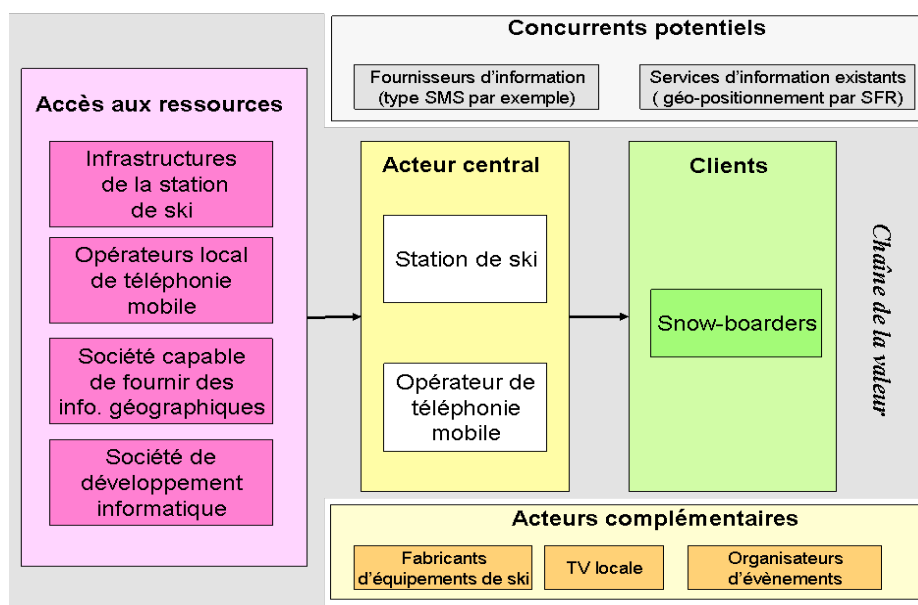 Concurrents potentiels
Fournisseurs d'information
(type SMS par exemple)
Services d'information existants
( géo-positionnement par SFR)
Accès aux ressources
Infrastructures
de la station
de ski
Opérateurs local
de téléphonie
mobile
Société capable
de fournir des
info. géographiques
Société de
développement
informatique
Acteur central
Station de ski
Opérateur de
téléphonie
mobile
Clients
Snow-boarders
Chaîne de la valeur
Acteurs complémentaires
Fabricants
d'équipements de ski
TV locale
Organisateurs
d'évènements